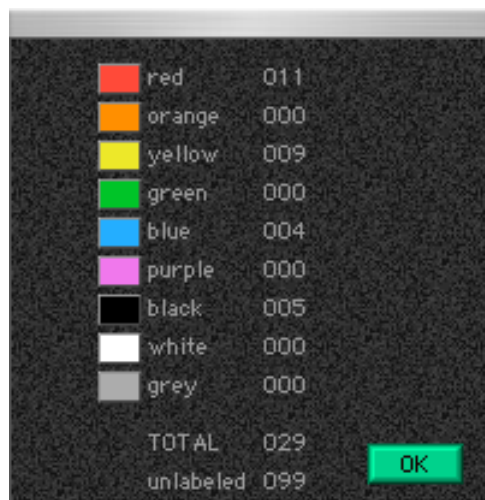 red 011
orange 000
yellow 009
green 000
blue 004
purple 000
black 005
white 000
grey 000
TOTAL 029
OK
unlabeled 099